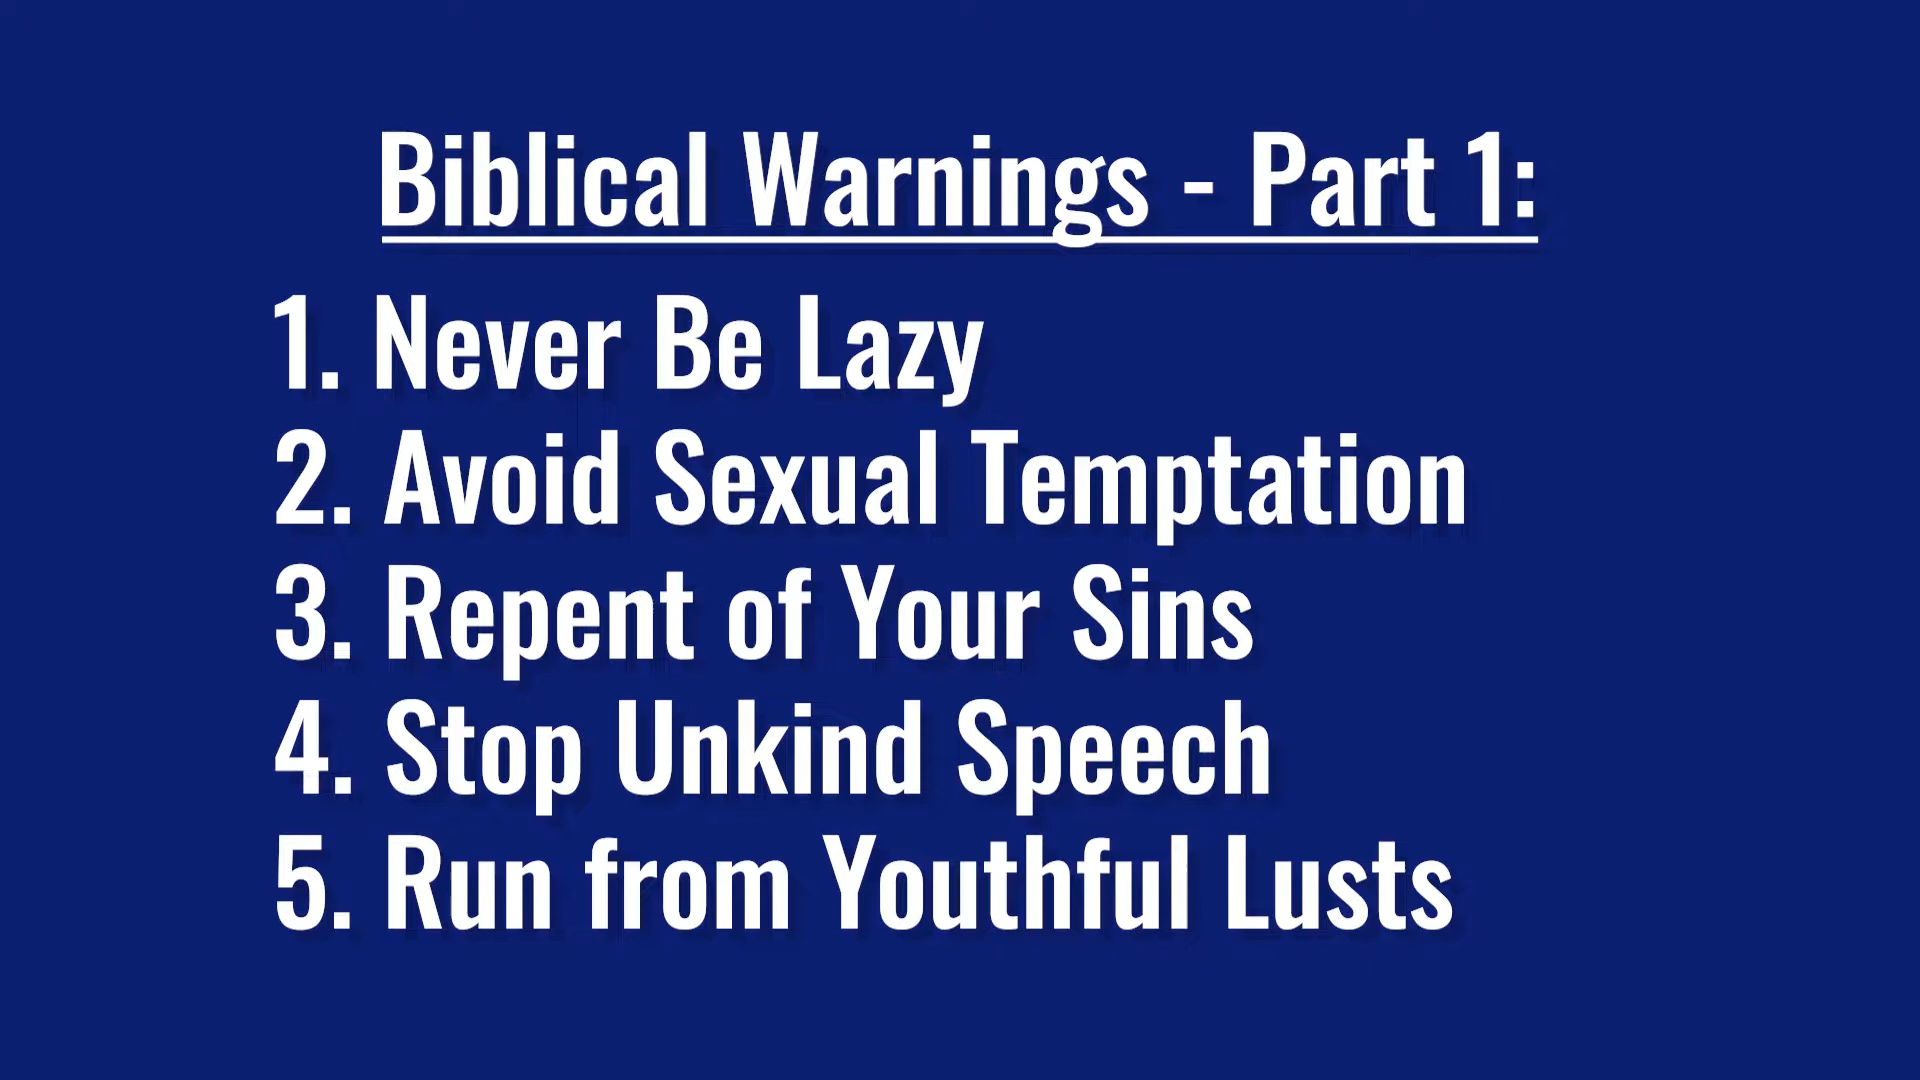 Biblical Warnings - Part 1:
1. Never Be Lazy
2. Avoid Sexual Temptation
3. Repent of Your Sins
4. Stop Unkind Speech
5. Run from Youthful Lusts